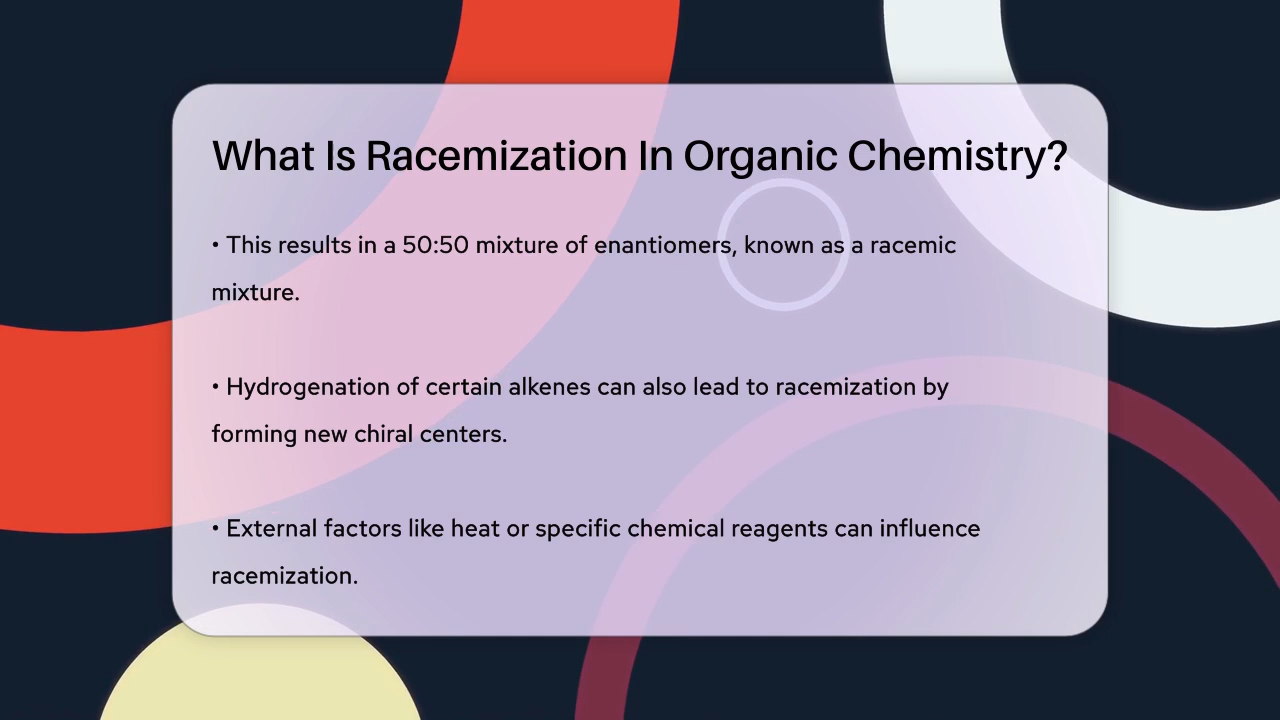 What Is Racemization In Organic Chemistry?
• This results in a 50:50 mixture of enantiomers, known as a racemic
mixture.
• Hydrogenation of certain alkenes can also lead to racemization by
forming new chiral centers.
• External factors like heat or specific chemical reagents can influence
racemization.